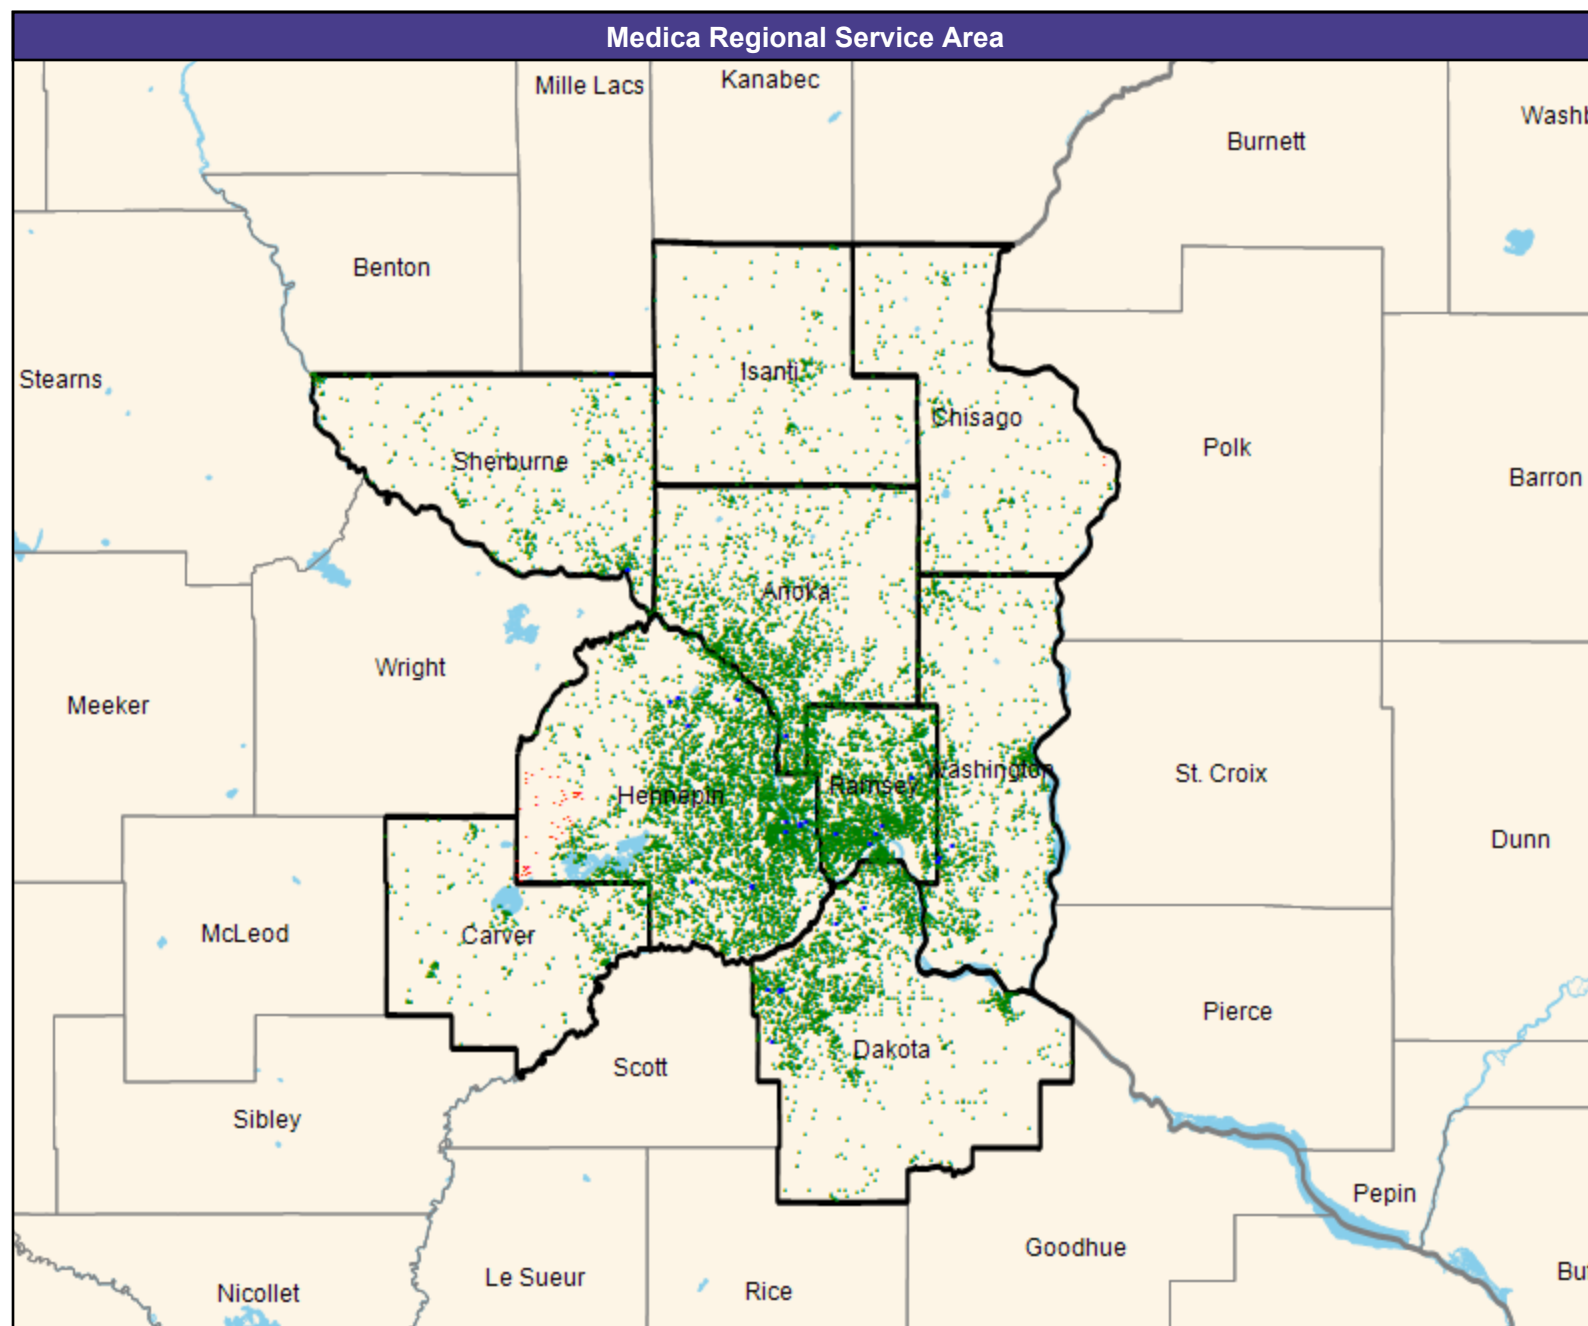 Medica Regional Service Area
Mille Lacs
Kanabec
Washb
Burnett
Benton
Stearns
Isanti
Chisago
Sherburne
Polk
Barron
Anoka
Wright
Meeker
Hennepin
Ramsey
Washington
St. Croix
Dunn
McLeod
Carver
Pierce
Scott
Dakota
Sibley
Pepin
Goodhue
Nicollet
Le Sueur
Rice
Bu